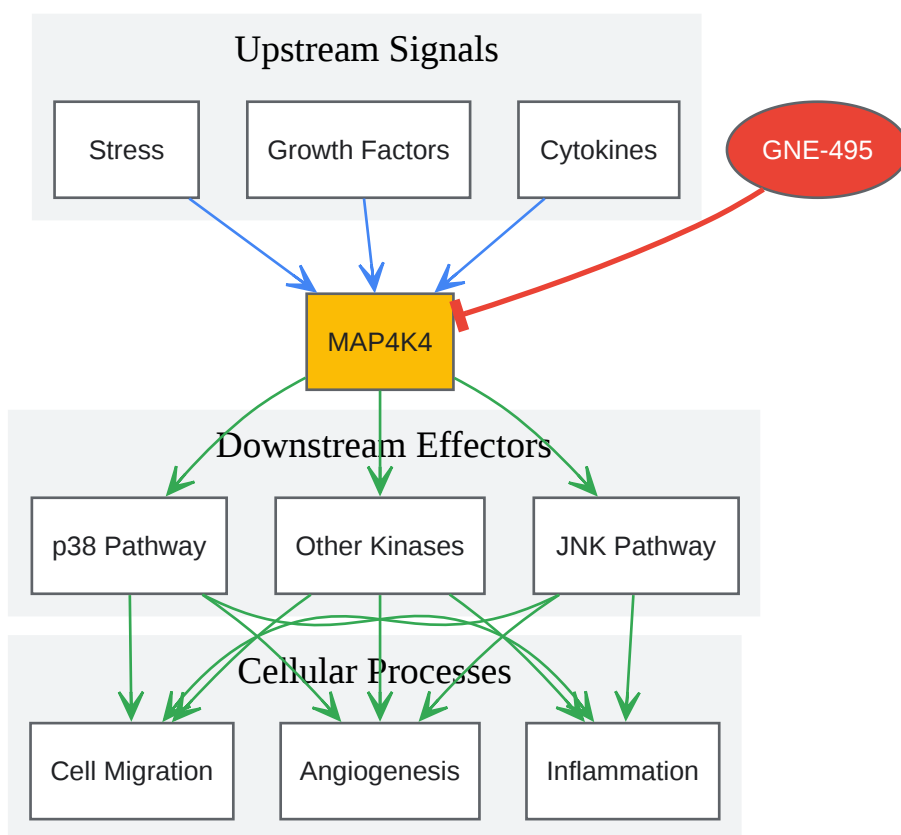 Upstream Signals
Stress
Growth Factors
Cytokines
GNE-495
MAP4K4
Downstream Effectors
p38 Pathway
Other Kinases
JNK Pathway
Cellular Processes
Cell Migration
Angiogenesis
Inflammation